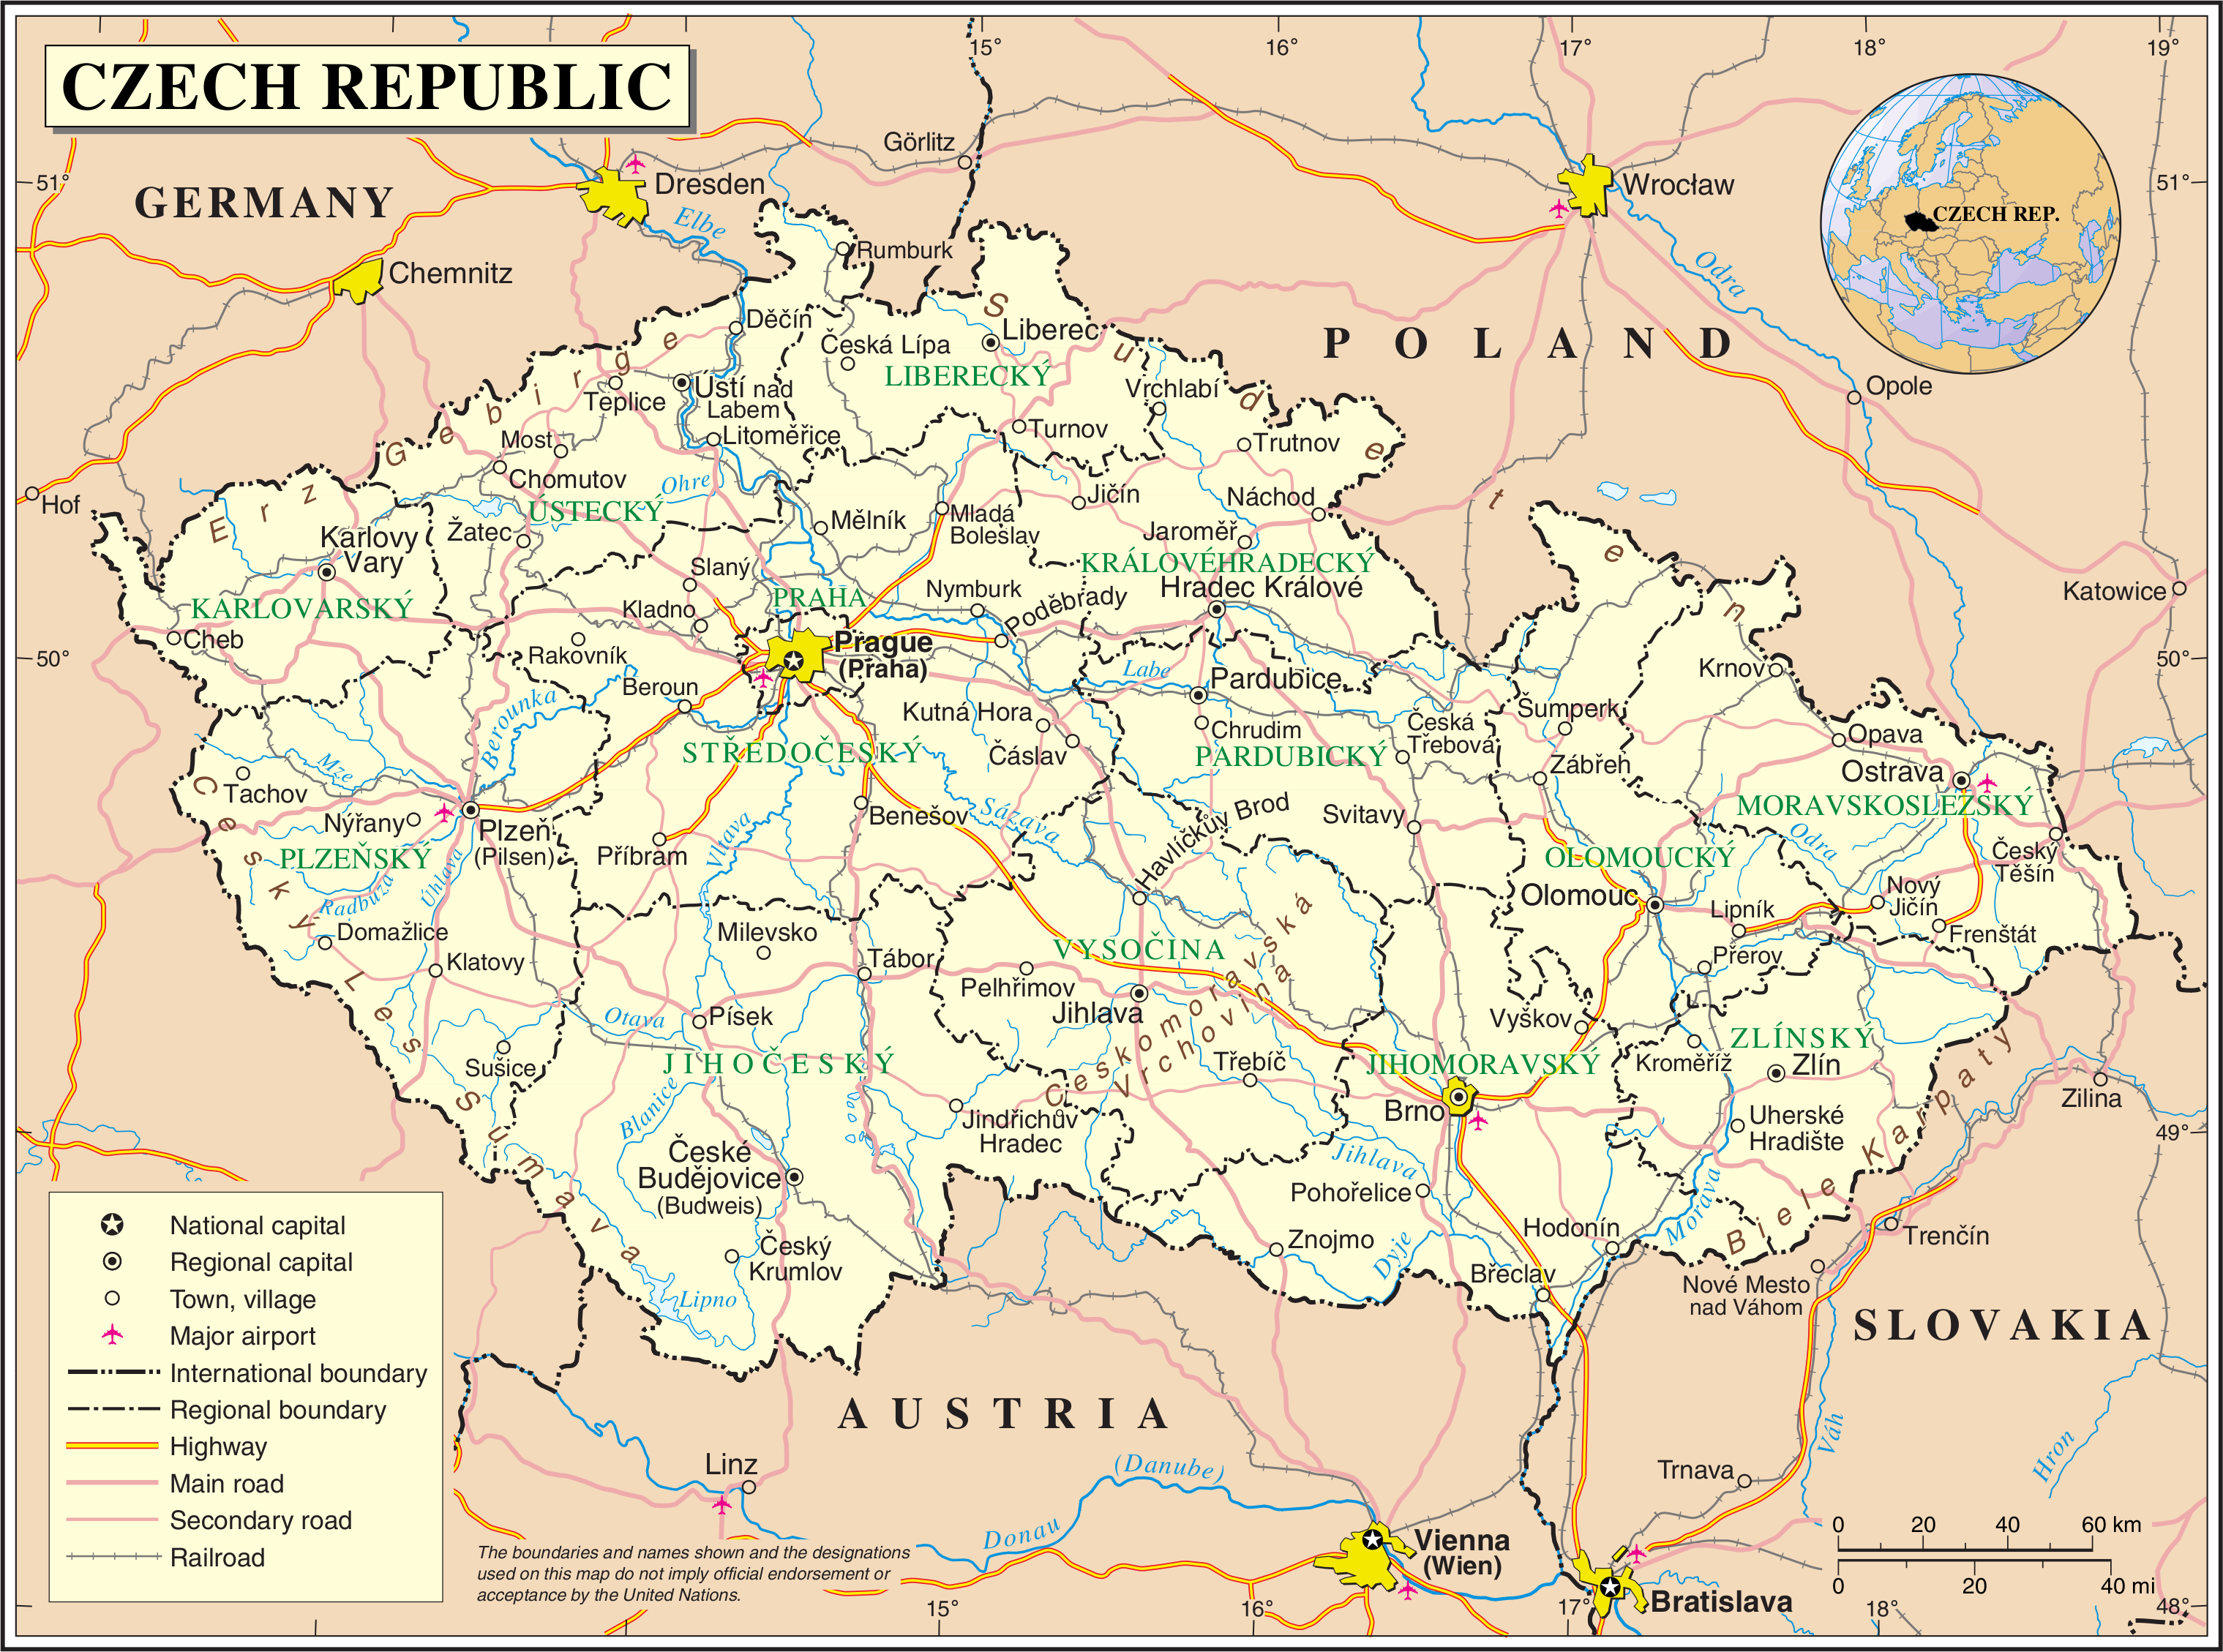 CZECH REPUBLIC
15°
16°
17°
18°
19°
51°
51°
50°
50°
49°
48°
15°
16°
17°
18°
GERMANY
POLAND
AUSTRIA
SLOVAKIA
CZECH REP.
Görlitz
Dresden
Elbe
Wrocław
Odra
Chemnitz
Rumburk
Opole
Hof
Katowice
Děčín
Česká Lípa
Liberec
LIBERECKÝ
Teplice
Ústí nad
Labem
Vrchlabí
Most
Litoměřice
Turnov
Trutnov
Chomutov
Ohre
ÚSTECKÝ
Jičín
Náchod
Žatec
Mělník
Mladá
Boleslav
Jaroměř
Karlovy
Vary
KARLOVARSKÝ
Slaný
PRAHA
Nymburk
KRÁLOVÉHRADECKÝ
Hradec Králové
Kladno
Poděbrady
Cheb
Rakovník
Prague
(Praha)
Labe
Krnov
Beroun
Berounka
Pardubice
Kutná Hora
Chrudim
Česká
Třebová
Šumperk
Opava
STŘEDOČESKÝ
Čáslav
PARDUBICKÝ
Zábřeh
Ostrava
Mze
Tachov
MORAVSKOSLEZSKÝ
Nýřany
Plzeň
(Pilsen)
Benešov
Sázava
Havlíčkův Brod
Svitavy
Odra
PLZEŇSKÝ
Příbram
Vltava
OLOMOUCKÝ
Český
Těšín
Radbuza
Úhlava
Olomouc
Lipník
Nový
Jičín
Domažlice
Milevsko
Frenštát
Klatovy
Tábor
VYSOČINA
Přerov
Pelhřimov
Jihlava
Otava
Písek
Vyškov
Sušice
JIHOČESKÝ
Třebíč
JIHOMORAVSKÝ
Kroměříž
ZLÍNSKÝ
Zlín
Blanice
Jindřichův
Hradec
Brno
Zilina
Uherské
Hradište
České
Budějovice
(Budweis)
Jihlava
Pohořelice
Morava
Český
Krumlov
Znojmo
Dyje
Hodonín
Trenčín
Lipno
Břeclav
Nové Mesto
nad Váhom
Linz
(Danube)
Donau
Trnava
Váh
Hron
Vienna
(Wien)
Bratislava
Erz Gebirge
Sudeten
Cesky Les
Sumava
Ceskomoravská
Vrchovina
Biele Karpaty
National capital
Regional capital
Town, village
Major airport
International boundary
Regional boundary
Highway
Main road
Secondary road
Railroad
The boundaries and names shown and the designations
used on this map do not imply official endorsement or
acceptance by the United Nations.
0 20 40 60 km
0 20 40 mi